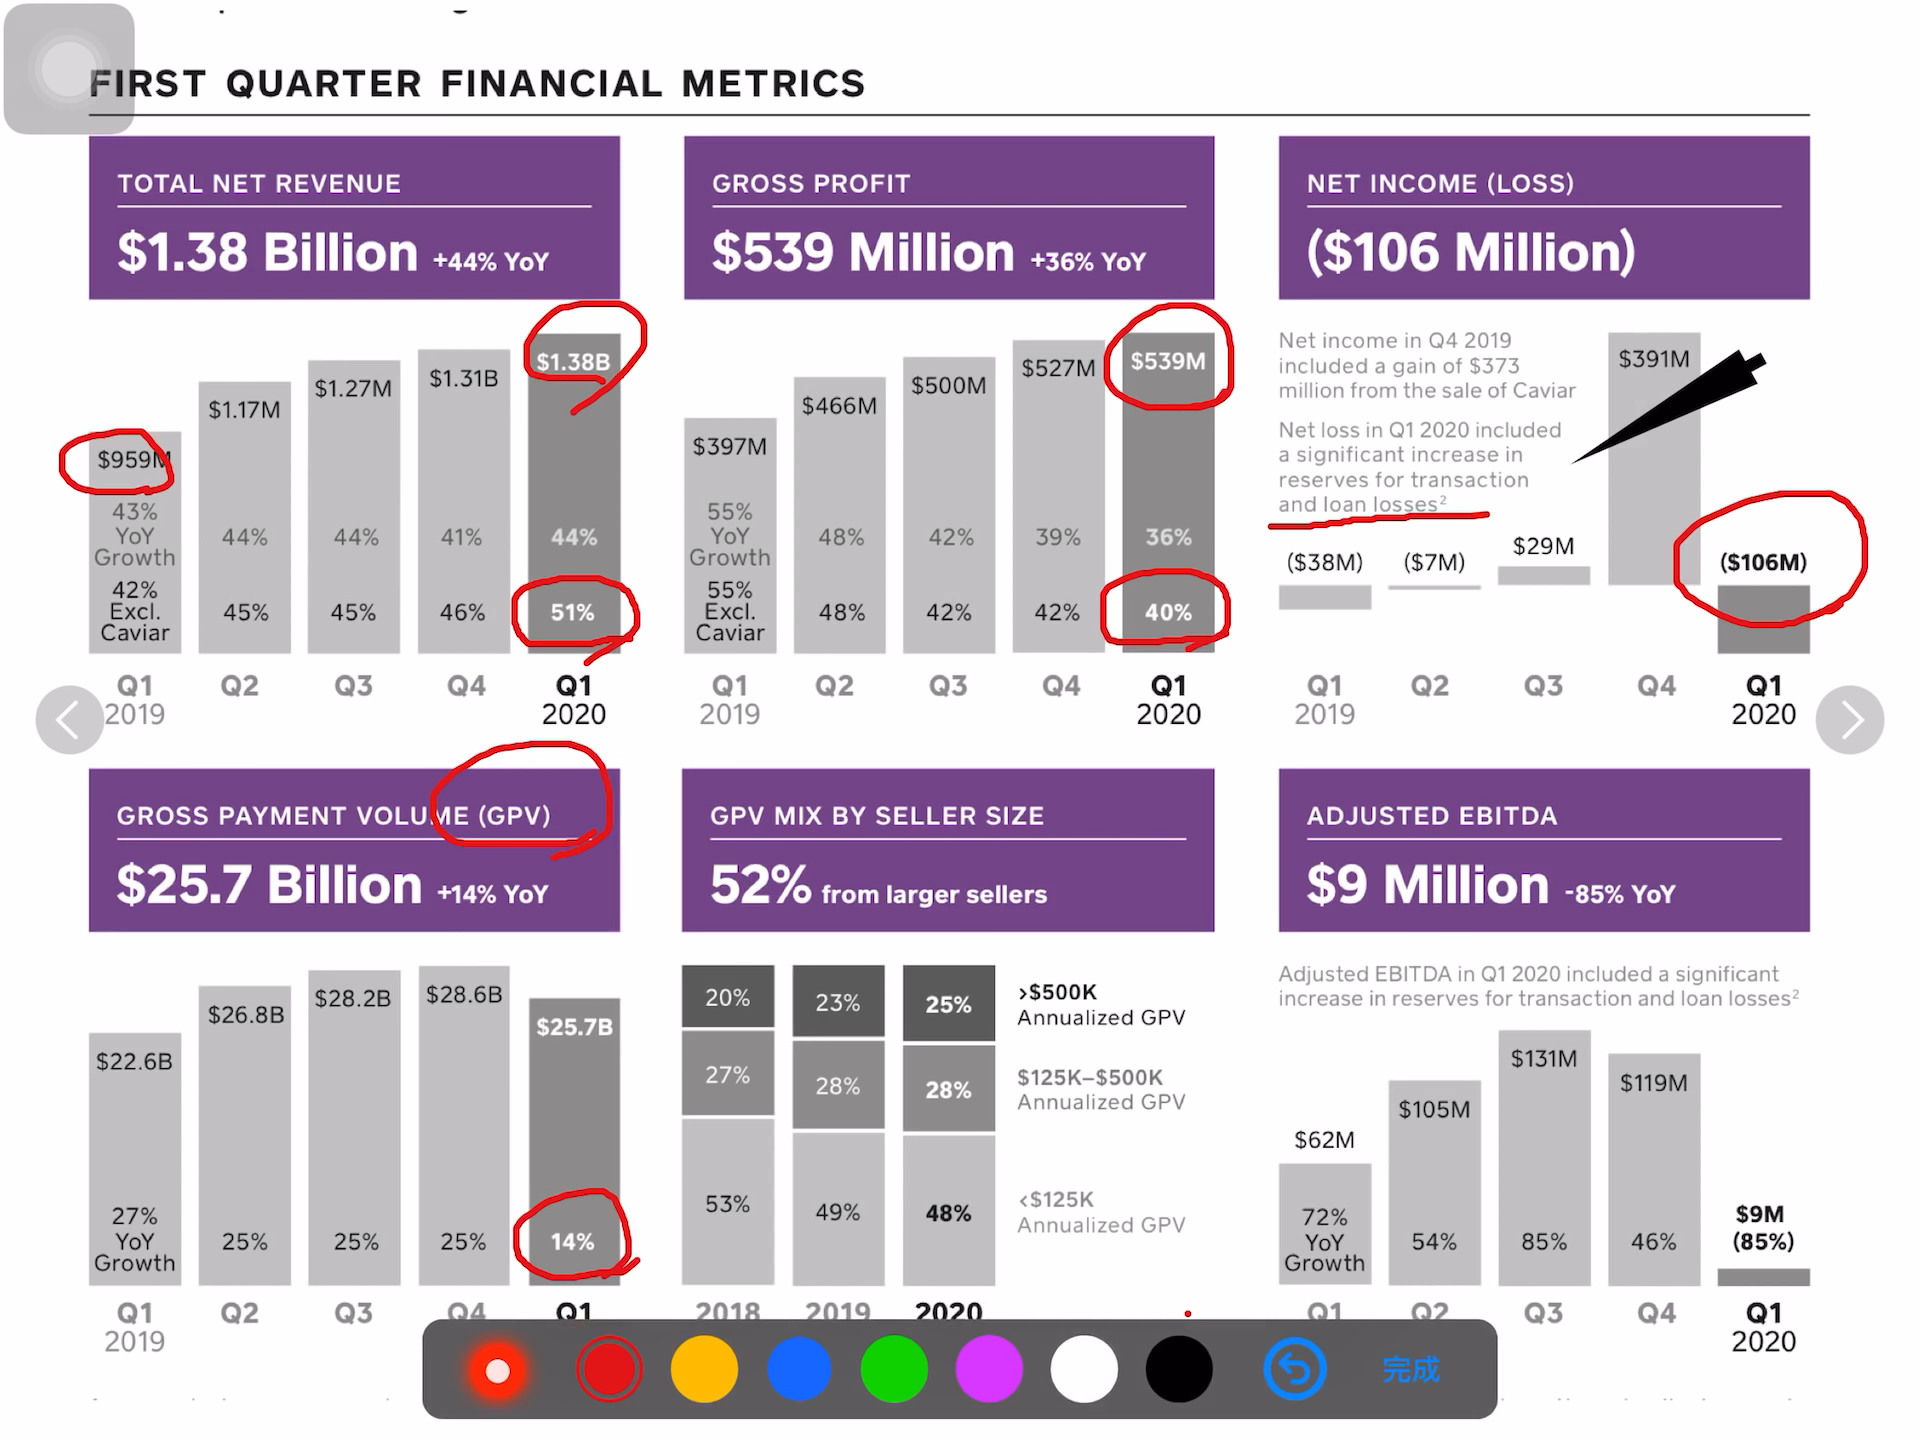 FIRST QUARTER FINANCIAL METRICS
TOTAL NET REVENUE
$1.38 Billion +44% YoY
$959M
$1.17M
$1.27M
$1.31B
$1.38B
43%
YoY
Growth
44%
44%
41%
44%
42%
Excl.
Caviar
45%
45%
46%
51%
Q1
2019
Q2
Q3
Q4
Q1
2020
GROSS PROFIT
$539 Million +36% YoY
$397M
$466M
$500M
$527M
$539M
55%
YoY
Growth
48%
42%
39%
36%
55%
Excl.
Caviar
48%
42%
42%
40%
Q1
2019
Q2
Q3
Q4
Q1
2020
NET INCOME (LOSS)
($106 Million)
Net income in Q4 2019
included a gain of $373
million from the sale of Caviar
Net loss in Q1 2020 included
a significant increase in
reserves for transaction
and loan losses²
($38M)
($7M)
$29M
$391M
($106M)
Q1
2019
Q2
Q3
Q4
Q1
2020
GROSS PAYMENT VOLUME (GPV)
$25.7 Billion +14% YoY
$22.6B
$26.8B
$28.2B
$28.6B
$25.7B
27%
YoY
Growth
25%
25%
25%
14%
Q1
2019
Q2
Q3
Q4
Q1
GPV MIX BY SELLER SIZE
52% from larger sellers
20%
23%
25%
>$500K
Annualized GPV
27%
28%
28%
$125K–$500K
Annualized GPV
53%
49%
48%
<$125K
Annualized GPV
2018
2019
2020
ADJUSTED EBITDA
$9 Million -85% YoY
Adjusted EBITDA in Q1 2020 included a significant
increase in reserves for transaction and loan losses²
$62M
$105M
$131M
$119M
$9M
(85%)
72%
YoY
Growth
54%
85%
46%
Q1
Q2
Q3
Q4
Q1
2020
完成